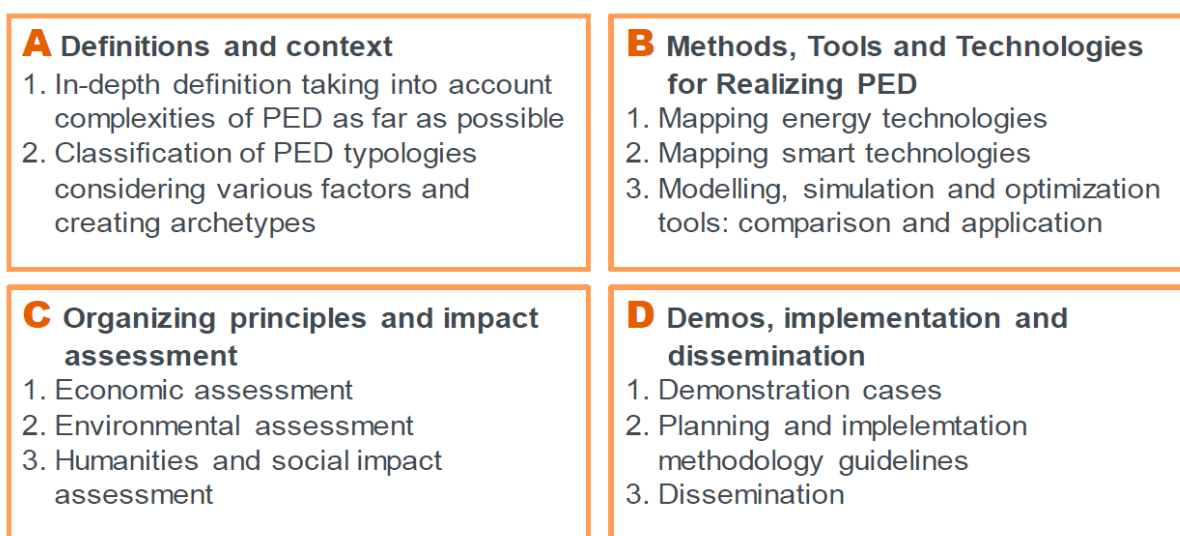 A Definitions and context
1. In-depth definition taking into account
complexities of PED as far as possible
2. Classification of PED typologies
considering various factors and
creating archetypes
B Methods, Tools and Technologies
for Realizing PED
1. Mapping energy technologies
2. Mapping smart technologies
3. Modelling, simulation and optimization
tools: comparison and application
C Organizing principles and impact
assessment
1. Economic assessment
2. Environmental assessment
3. Humanities and social impact
assessment
D Demos, implementation and
dissemination
1. Demonstration cases
2. Planning and implelemtation
methodology guidelines
3. Dissemination